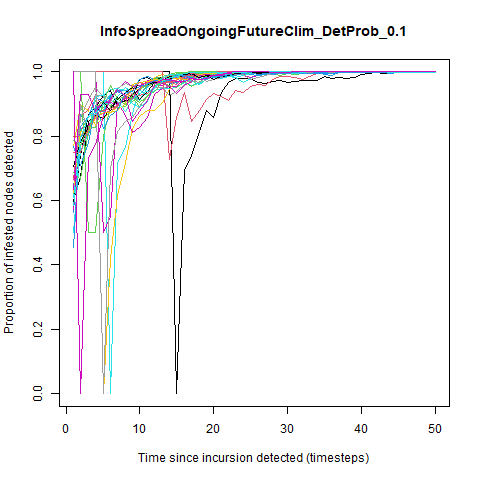 InfoSpreadOngoingFutureClim_DetProb_0.1
Proportion of infested nodes detected
1.0
0.8
0.6
0.4
0.2
0.0
0 10 20 30 40 50
Time since incursion detected (timesteps)